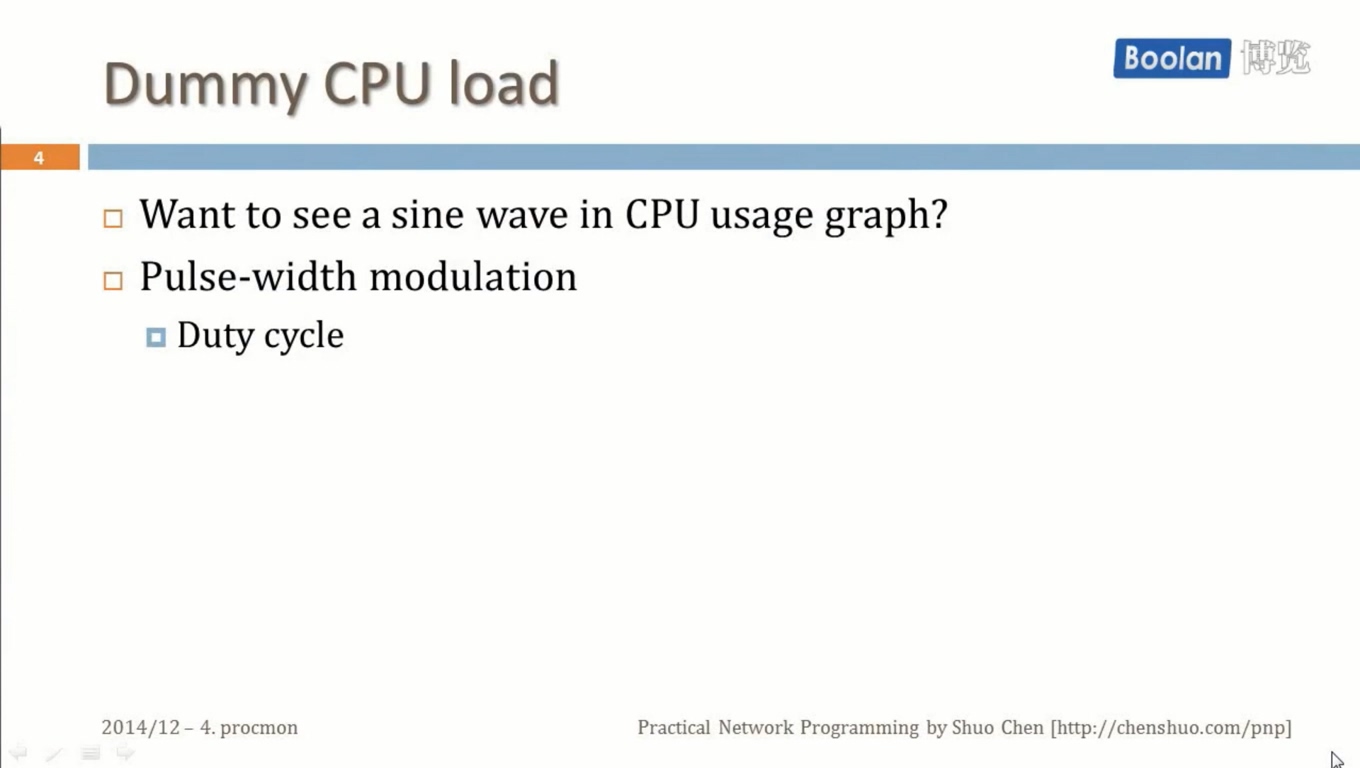 Dummy CPU load
Boolan 博览
4
Want to see a sine wave in CPU usage graph?
Pulse-width modulation
Duty cycle
2014/12 – 4. procmon
Practical Network Programming by Shuo Chen [http://chenshuo.com/pnp]